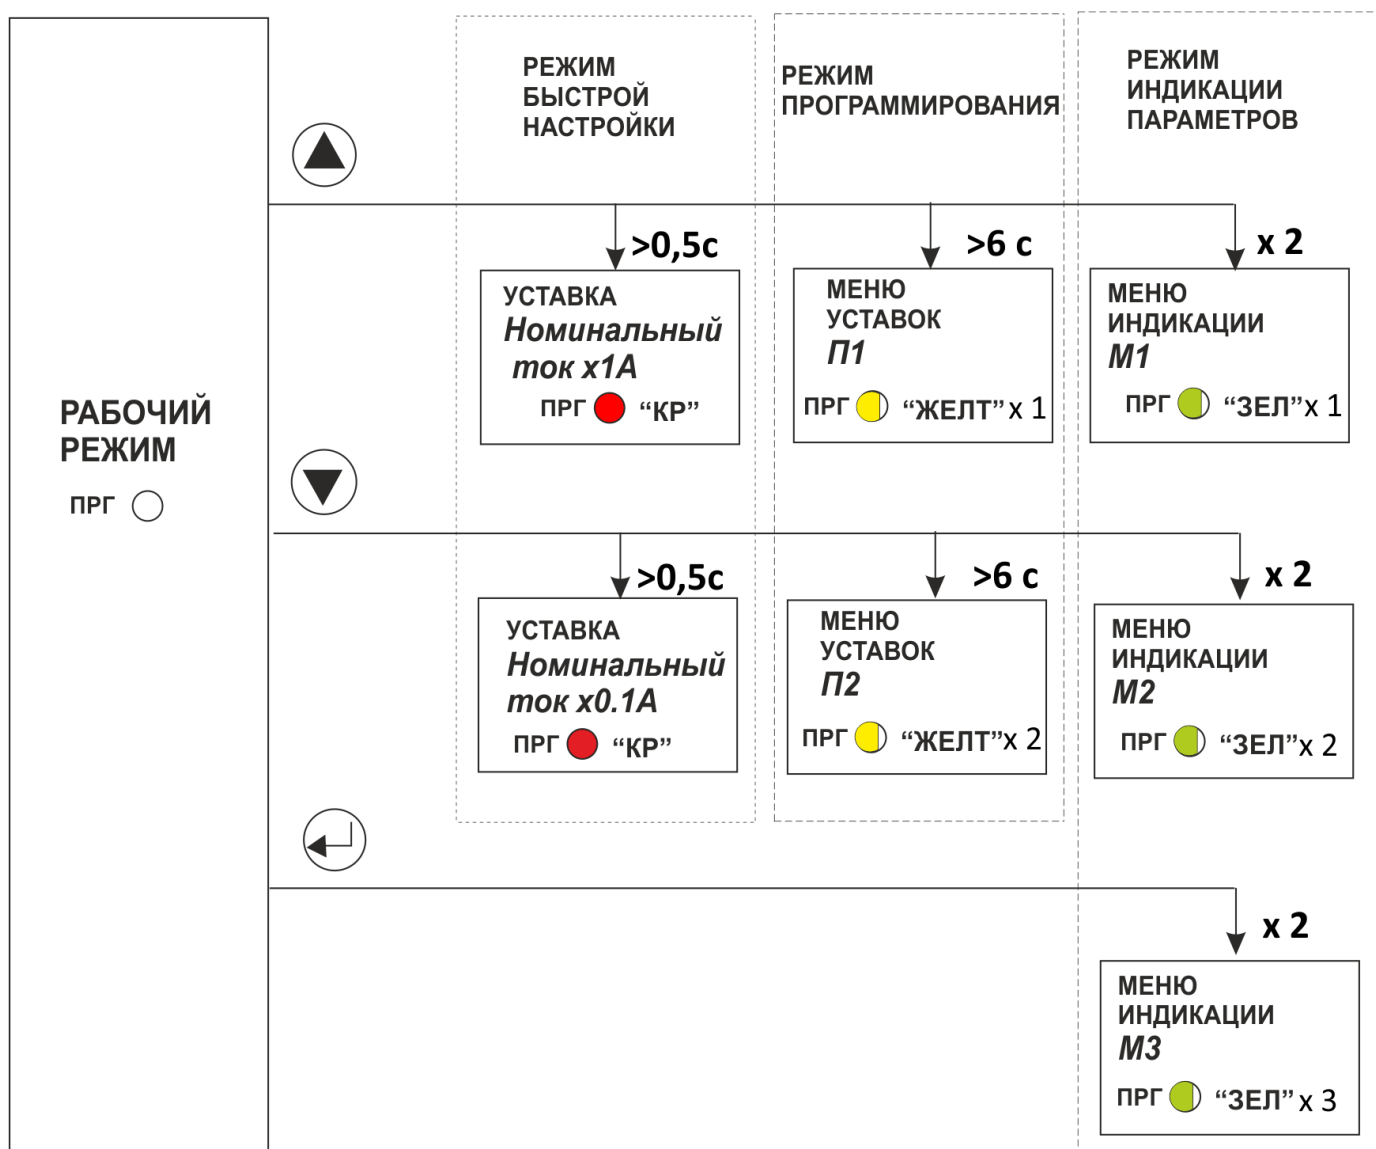 РЕЖИМ
БЫСТРОЙ
НАСТРОЙКИ
РЕЖИМ
ПРОГРАММИРОВАНИЯ
РЕЖИМ
ИНДИКАЦИИ
ПАРАМЕТРОВ
>0,5с
>6 с
х 2
УСТАВКА
Номинальный
ток х1А
ПРГ "КР"
МЕНЮ
УСТАВОК
П1
ПРГ "ЖЕЛТ" х 1
МЕНЮ
ИНДИКАЦИИ
М1
ПРГ "ЗЕЛ" х 1
РАБОЧИЙ
РЕЖИМ
ПРГ
>0,5с
>6 с
х 2
УСТАВКА
Номинальный
ток х0.1А
ПРГ "КР"
МЕНЮ
УСТАВОК
П2
ПРГ "ЖЕЛТ" х 2
МЕНЮ
ИНДИКАЦИИ
М2
ПРГ "ЗЕЛ" х 2
х 2
МЕНЮ
ИНДИКАЦИИ
М3
ПРГ "ЗЕЛ" х 3